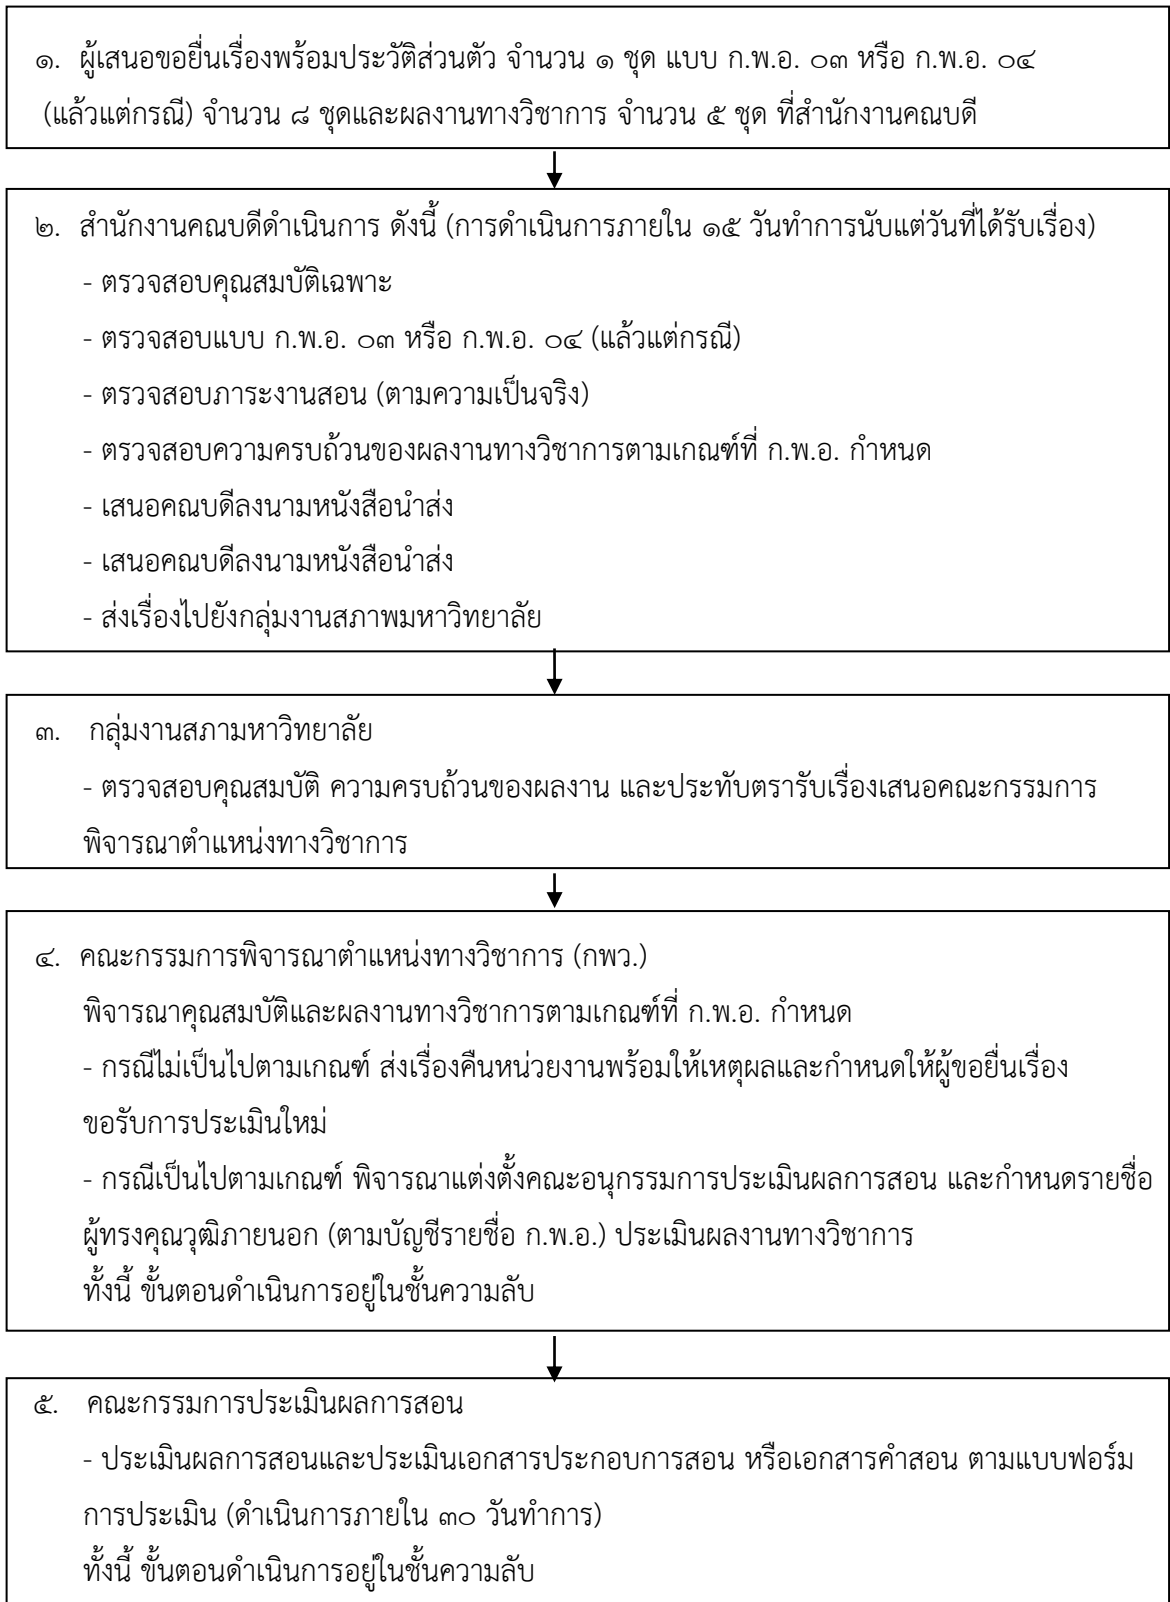 ๑. ผู้เสนอขอยื่นเรื่องพร้อมประวัติส่วนตัว จำนวน ๑ ชุด แบบ ก.พ.อ. ๐๓ หรือ ก.พ.อ. ๐๔
(แล้วแต่กรณี) จำนวน ๘ ชุดและผลงานทางวิชาการ จำนวน ๕ ชุด ที่สำนักงานคณบดี
๒. สำนักงานคณบดีดำเนินการ ดังนี้ (การดำเนินการภายใน ๑๕ วันทำการนับแต่วันที่ได้รับเรื่อง)
- ตรวจสอบคุณสมบัติเฉพาะ
- ตรวจสอบแบบ ก.พ.อ. ๐๓ หรือ ก.พ.อ. ๐๔ (แล้วแต่กรณี)
- ตรวจสอบภาระงานสอน (ตามความเป็นจริง)
- ตรวจสอบความครบถ้วนของผลงานทางวิชาการตามเกณฑ์ที่ ก.พ.อ. กำหนด
- เสนอคณบดีลงนามหนังสือนำส่ง
- เสนอคณบดีลงนามหนังสือนำส่ง
- ส่งเรื่องไปยังกลุ่มงานสภาพมหาวิทยาลัย
๓. กลุ่มงานสภามหาวิทยาลัย
- ตรวจสอบคุณสมบัติ ความครบถ้วนของผลงาน และประทับตรารับเรื่องเสนอคณะกรรมการ
พิจารณาตำแหน่งทางวิชาการ
๔. คณะกรรมการพิจารณาตำแหน่งทางวิชาการ (กพว.)
พิจารณาคุณสมบัติและผลงานทางวิชาการตามเกณฑ์ที่ ก.พ.อ. กำหนด
- กรณีไม่เป็นไปตามเกณฑ์ ส่งเรื่องคืนหน่วยงานพร้อมให้เหตุผลและกำหนดให้ผู้ขอยื่นเรื่อง
ขอรับการประเมินใหม่
- กรณีเป็นไปตามเกณฑ์ พิจารณาแต่งตั้งคณะอนุกรรมการประเมินผลการสอน และกำหนดรายชื่อ
ผู้ทรงคุณวุฒิภายนอก (ตามบัญชีรายชื่อ ก.พ.อ.) ประเมินผลงานทางวิชาการ
ทั้งนี้ ขั้นตอนดำเนินการอยู่ในชั้นความลับ
๕. คณะกรรมการประเมินผลการสอน
- ประเมินผลการสอนและประเมินเอกสารประกอบการสอน หรือเอกสารคำสอน ตามแบบฟอร์ม
การประเมิน (ดำเนินการภายใน ๓๐ วันทำการ)
ทั้งนี้ ขั้นตอนดำเนินการอยู่ในชั้นความลับ